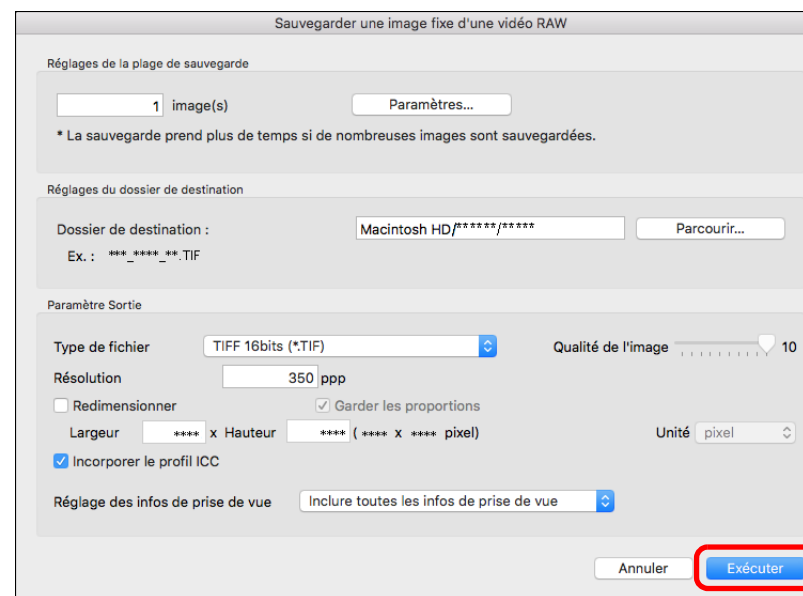 Sauvegarder une image fixe d'une vidéo RAW
Réglages de la plage de sauvegarde
1 image(s) Paramètres...
* La sauvegarde prend plus de temps si de nombreuses images sont sauvegardées.
Réglages du dossier de destination
Dossier de destination : Macintosh HD/******/***** Parcourir...
Ex. : ***_****_**.TIF
Paramètre Sortie
Type de fichier TIFF 16bits (*.TIF) Qualité de l'image 10
Résolution 350 ppp
Redimensionner Garder les proportions
Largeur **** x Hauteur **** ( **** x **** pixel) Unité pixel
Incorporer le profil ICC
Réglage des infos de prise de vue Inclure toutes les infos de prise de vue
Annuler Exécuter